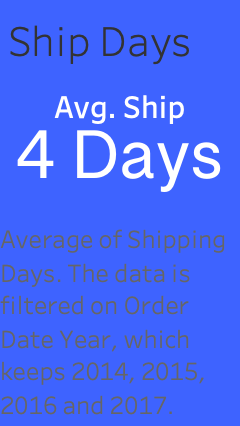 Ship Days
Avg. Ship
4 Days
Average of Shipping
Days. The data is
filtered on Order
Date Year, which
keeps 2014, 2015,
2016 and 2017.